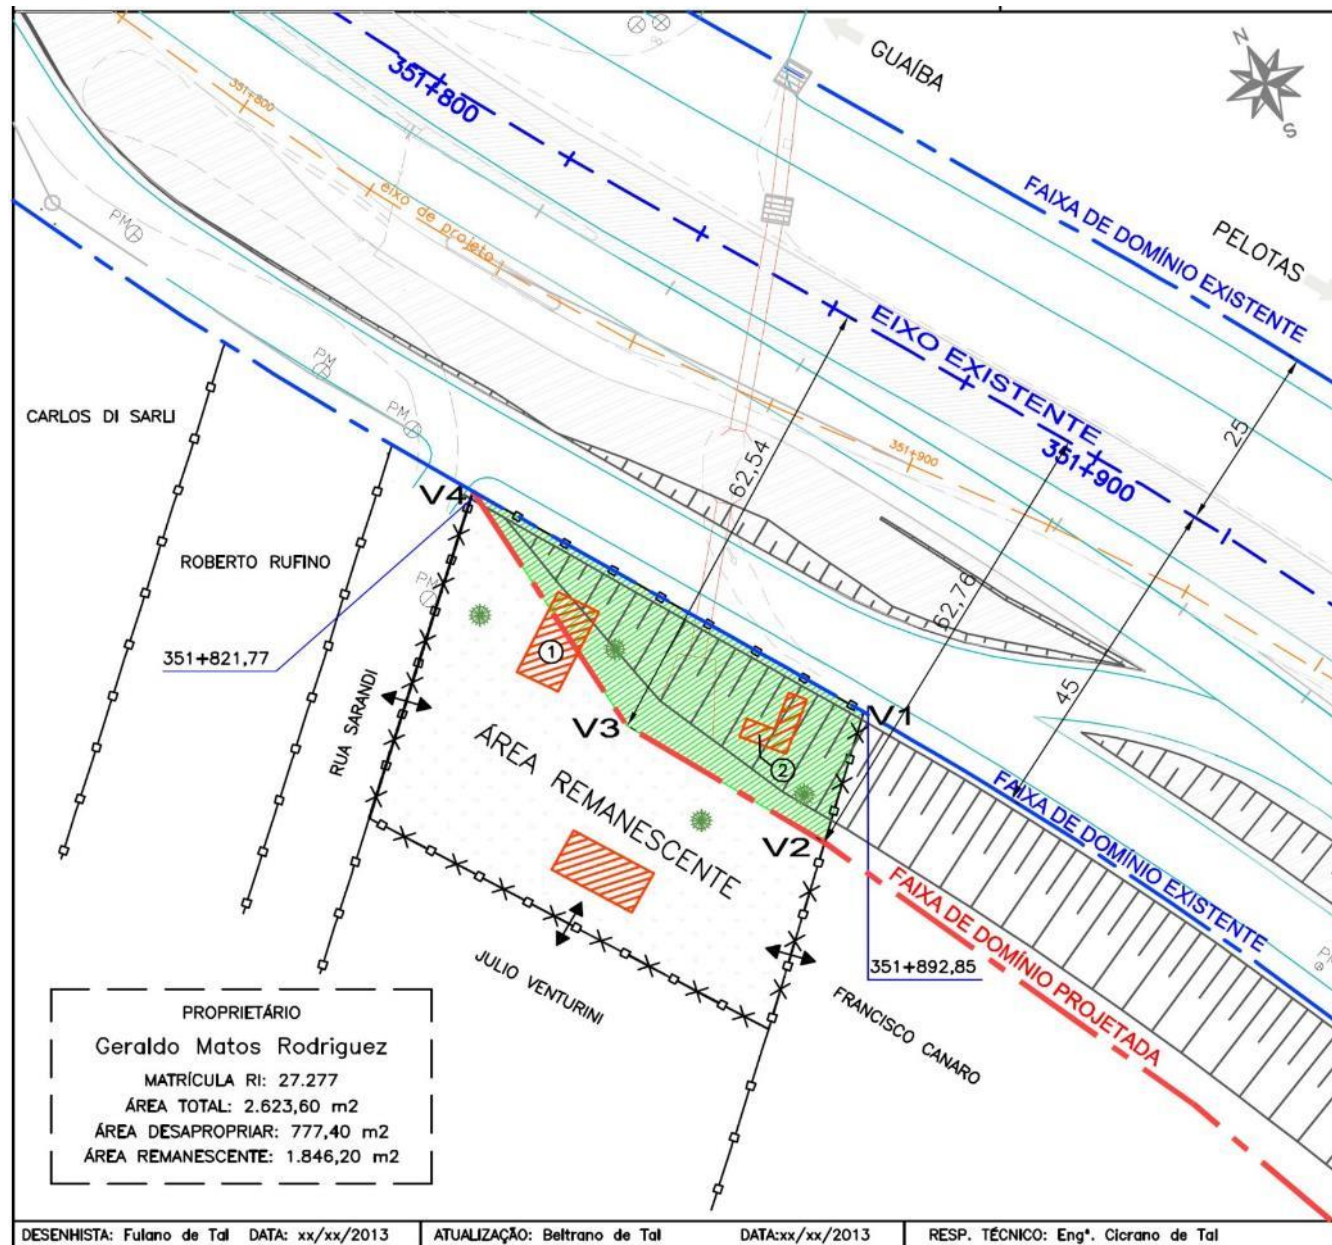 GUAÍBA
N
S
351+800
351+800
FAIXA DE DOMÍNIO EXISTENTE
PELOTAS
eixo de projeto
PM
EIXO EXISTENTE
351+900
351+900
25
62,54
PM
CARLOS DI SARLI
PM
V4
ROBERTO RUFINO
PM
62,76
45
351+821,77
RUA SARANDI
1
V3
V1
2
ÁREA REMANESCENTE
V2
FAIXA DE DOMÍNIO EXISTENTE
FAIXA DE DOMÍNIO PROJETADA
351+892,85
JULIO VENTURINI
FRANCISCO CANARO
PROPRIETÁRIO
Geraldo Matos Rodriguez
MATRÍCULA RI: 27.277
ÁREA TOTAL: 2.623,60 m2
ÁREA DESAPROPRIAR: 777,40 m2
ÁREA REMANESCENTE: 1.846,20 m2
DESENHISTA: Fulano de Tal DATA: xx/xx/2013 ATUALIZAÇÃO: Beltrano de Tal DATA:xx/xx/2013 RESP. TÉCNICO: Engª. Cicrano de Tal